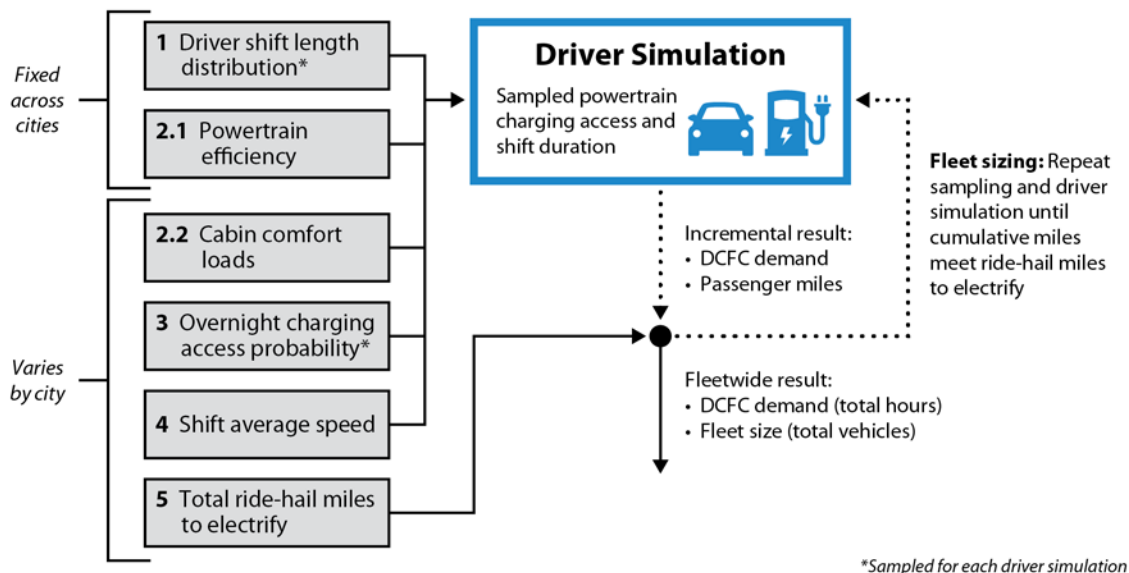 Fixed
across
cities
1 Driver shift length
distribution*
2.1 Powertrain
efficiency
Varies
by city
2.2 Cabin comfort
loads
3 Overnight charging
access probability*
4 Shift average speed
5 Total ride-hail miles
to electrify
Driver Simulation
Sampled powertrain
charging access and
shift duration
Incremental result:
• DCFC demand
• Passenger miles
Fleet sizing: Repeat
sampling and driver
simulation until
cumulative miles
meet ride-hail miles
to electrify
Fleetwide result:
• DCFC demand (total hours)
• Fleet size (total vehicles)
*Sampled for each driver simulation